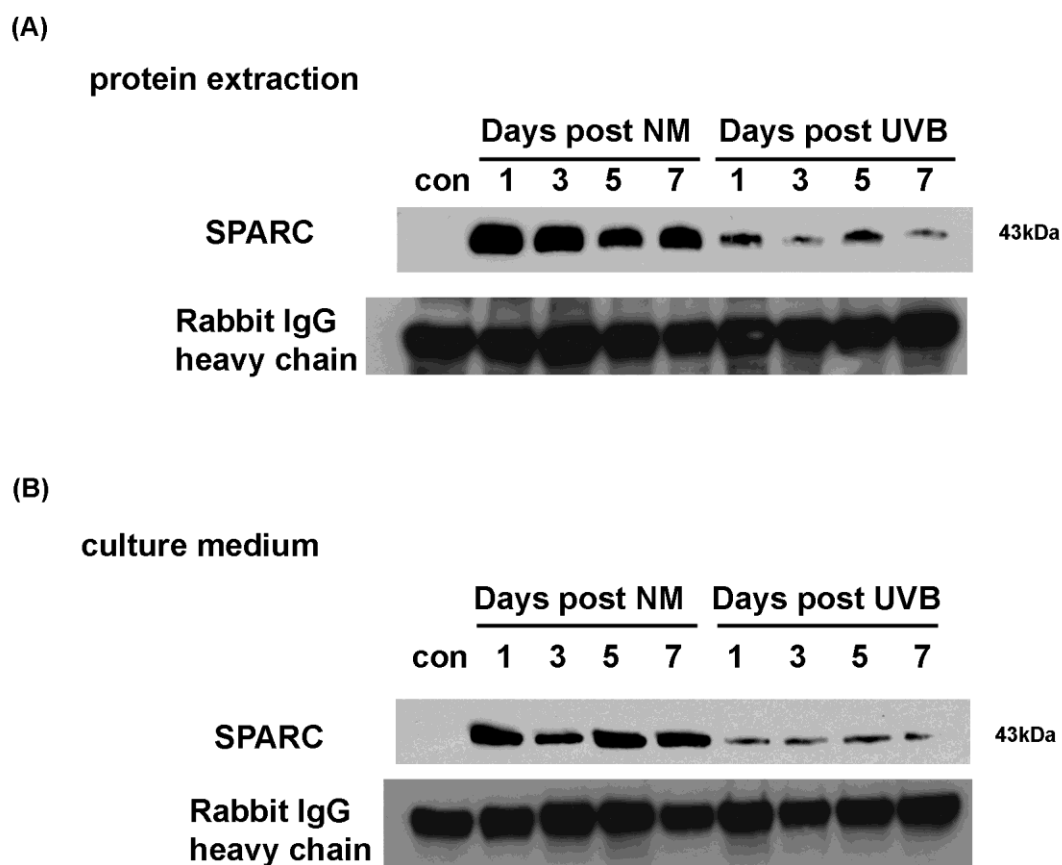 (A)
protein extraction
Days post NM Days post UVB
con 1 3 5 7 1 3 5 7
SPARC 43kDa
Rabbit IgG
heavy chain
(B)
culture medium
Days post NM Days post UVB
con 1 3 5 7 1 3 5 7
SPARC 43kDa
Rabbit IgG
heavy chain